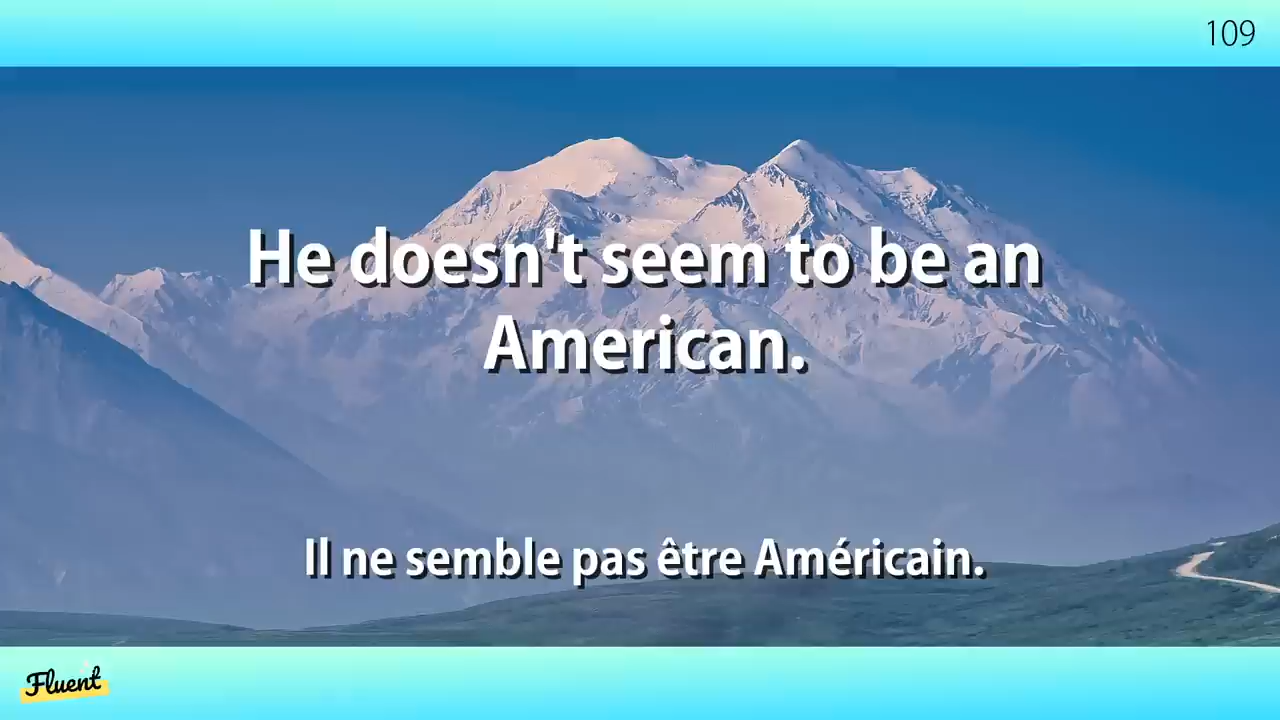 109
He doesn't seem to be an
American.
Il ne semble pas être Américain.
Fluent